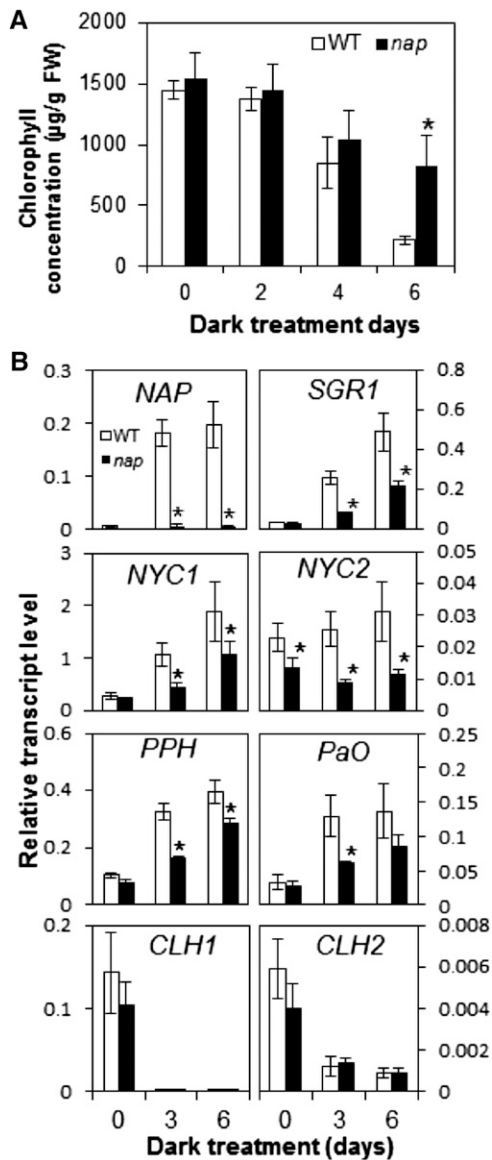 A
Chlorophyll
concentration (µg/g FW)
2000
1500
1000
500
0
WT nap
*
0 2 4 6
Dark treatment days
B
Relative transcript level
0.3
0.2
0.1
0
NAP
WT
nap
* *
SGR1
0.8
0.6
0.4
0.2
0
* *
3
2
1
0
NYC1
* *
NYC2
0.05
0.04
0.03
0.02
0.01
0
* * *
0.6
0.4
0.2
0
PPH
* *
PaO
0.25
0.2
0.15
0.1
0.05
0
*
0.2
0.1
0
CLH1
CLH2
0.008
0.006
0.004
0.002
0
0 3 6 0 3 6
Dark treatment (days)